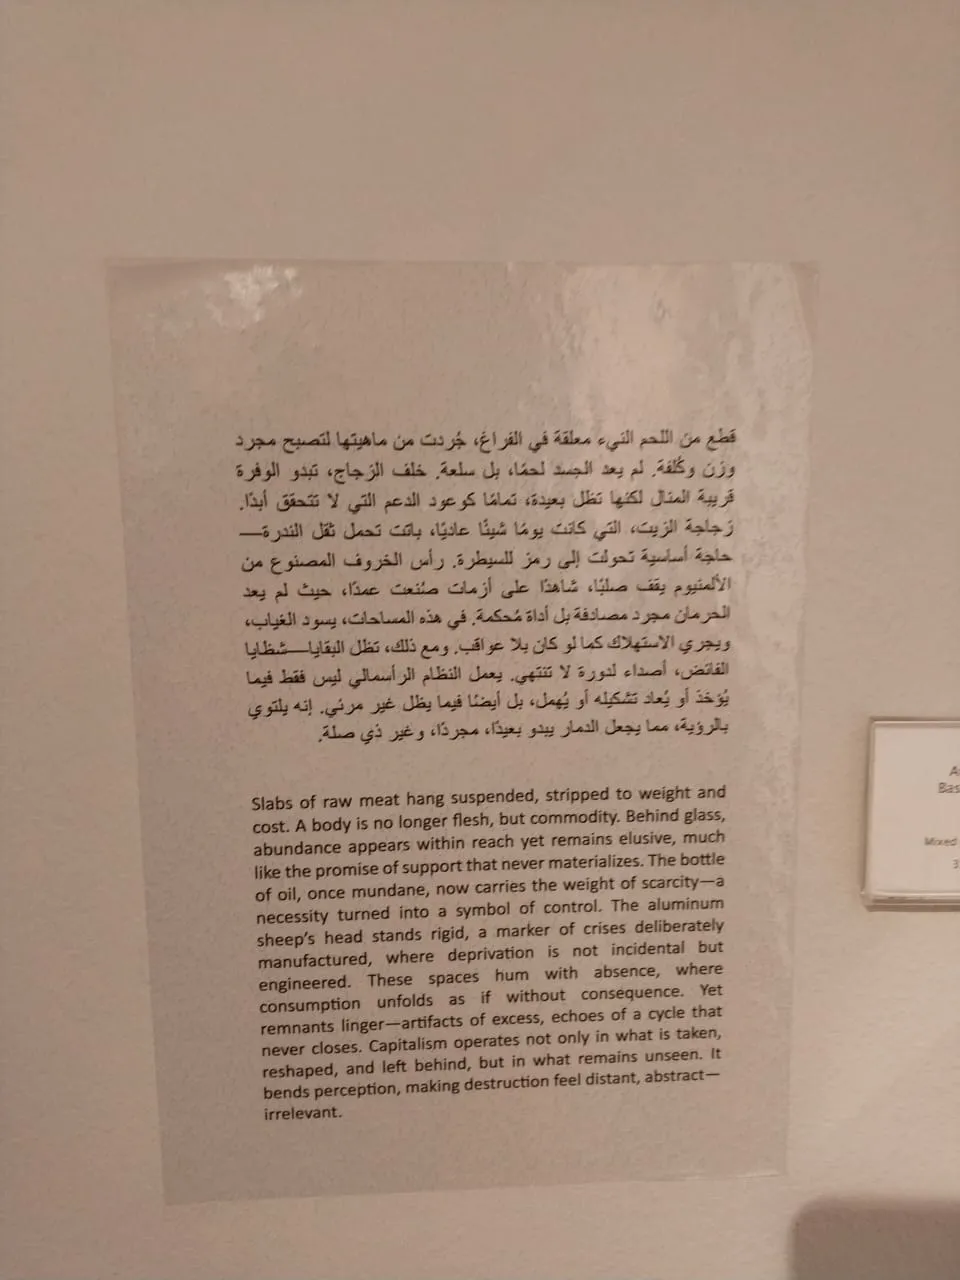 قطع من اللحم النيء معلقة في الفراغ، جُردت من ماهيتها لتصبح مجرد
وزن وكُلفة. لم يعد الجسد لحمًا، بل سلعة. خلف الزجاج، تبدو الوفرة
قريبة المنال لكنها تظل بعيدة، تمامًا كوعود الدعم التي لا تتحقق أبدًا.
زجاجة الزيت، التي كانت يومًا شيئًا عاديًا، باتت تحمل ثقل الندرة—
حاجة أساسية تحولت إلى رمز للسيطرة. رأس الخروف المصنوع من
الألمنيوم يقف صلبًا، شاهدًا على أزمات صُنعت عمدًا، حيث لم يعد
الحرمان مجرد مصادفة بل أداة مُحكمة. في هذه المساحات، يسود الغياب،
ويجري الاستهلاك كما لو كان بلا عواقب. ومع ذلك، تظل البقايا—شظايا
الفائض، أصداء لدورة لا تنتهي. يعمل النظام الرأسمالي ليس فقط فيما
يُؤخذ أو يُعاد تشكيله أو يُهمل، بل أيضًا فيما يظل غير مرئي. إنه يلتوي
بالرؤية، مما يجعل الدمار يبدو بعيدًا، مجردًا، وغير ذي صلة.
Slabs of raw meat hang suspended, stripped to weight and
cost. A body is no longer flesh, but commodity. Behind glass,
abundance appears within reach yet remains elusive, much
like the promise of support that never materializes. The bottle
of oil, once mundane, now carries the weight of scarcity—a
necessity turned into a symbol of control. The aluminum
sheep's head stands rigid, a marker of crises deliberately
manufactured, where deprivation is not incidental but
engineered. These spaces hum with absence, where
consumption unfolds as if without consequence. Yet
remnants linger—artifacts of excess, echoes of a cycle that
never closes. Capitalism operates not only in what is taken,
reshaped, and left behind, but in what remains unseen. It
bends perception, making destruction feel distant, abstract—
irrelevant.
Bas
Mixed
3